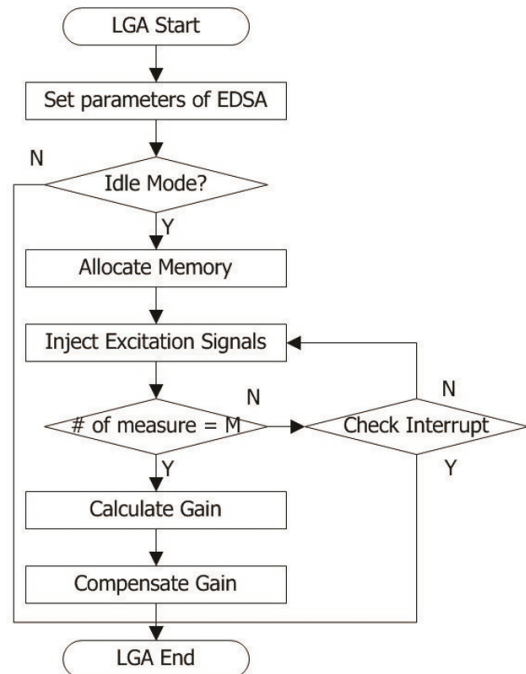 LGA Start
Set parameters of EDSA
N
Idle Mode?
Y
Allocate Memory
Inject Excitation Signals
N
N
# of measure = M
Check Interrupt
Y
Y
Calculate Gain
Compensate Gain
LGA End